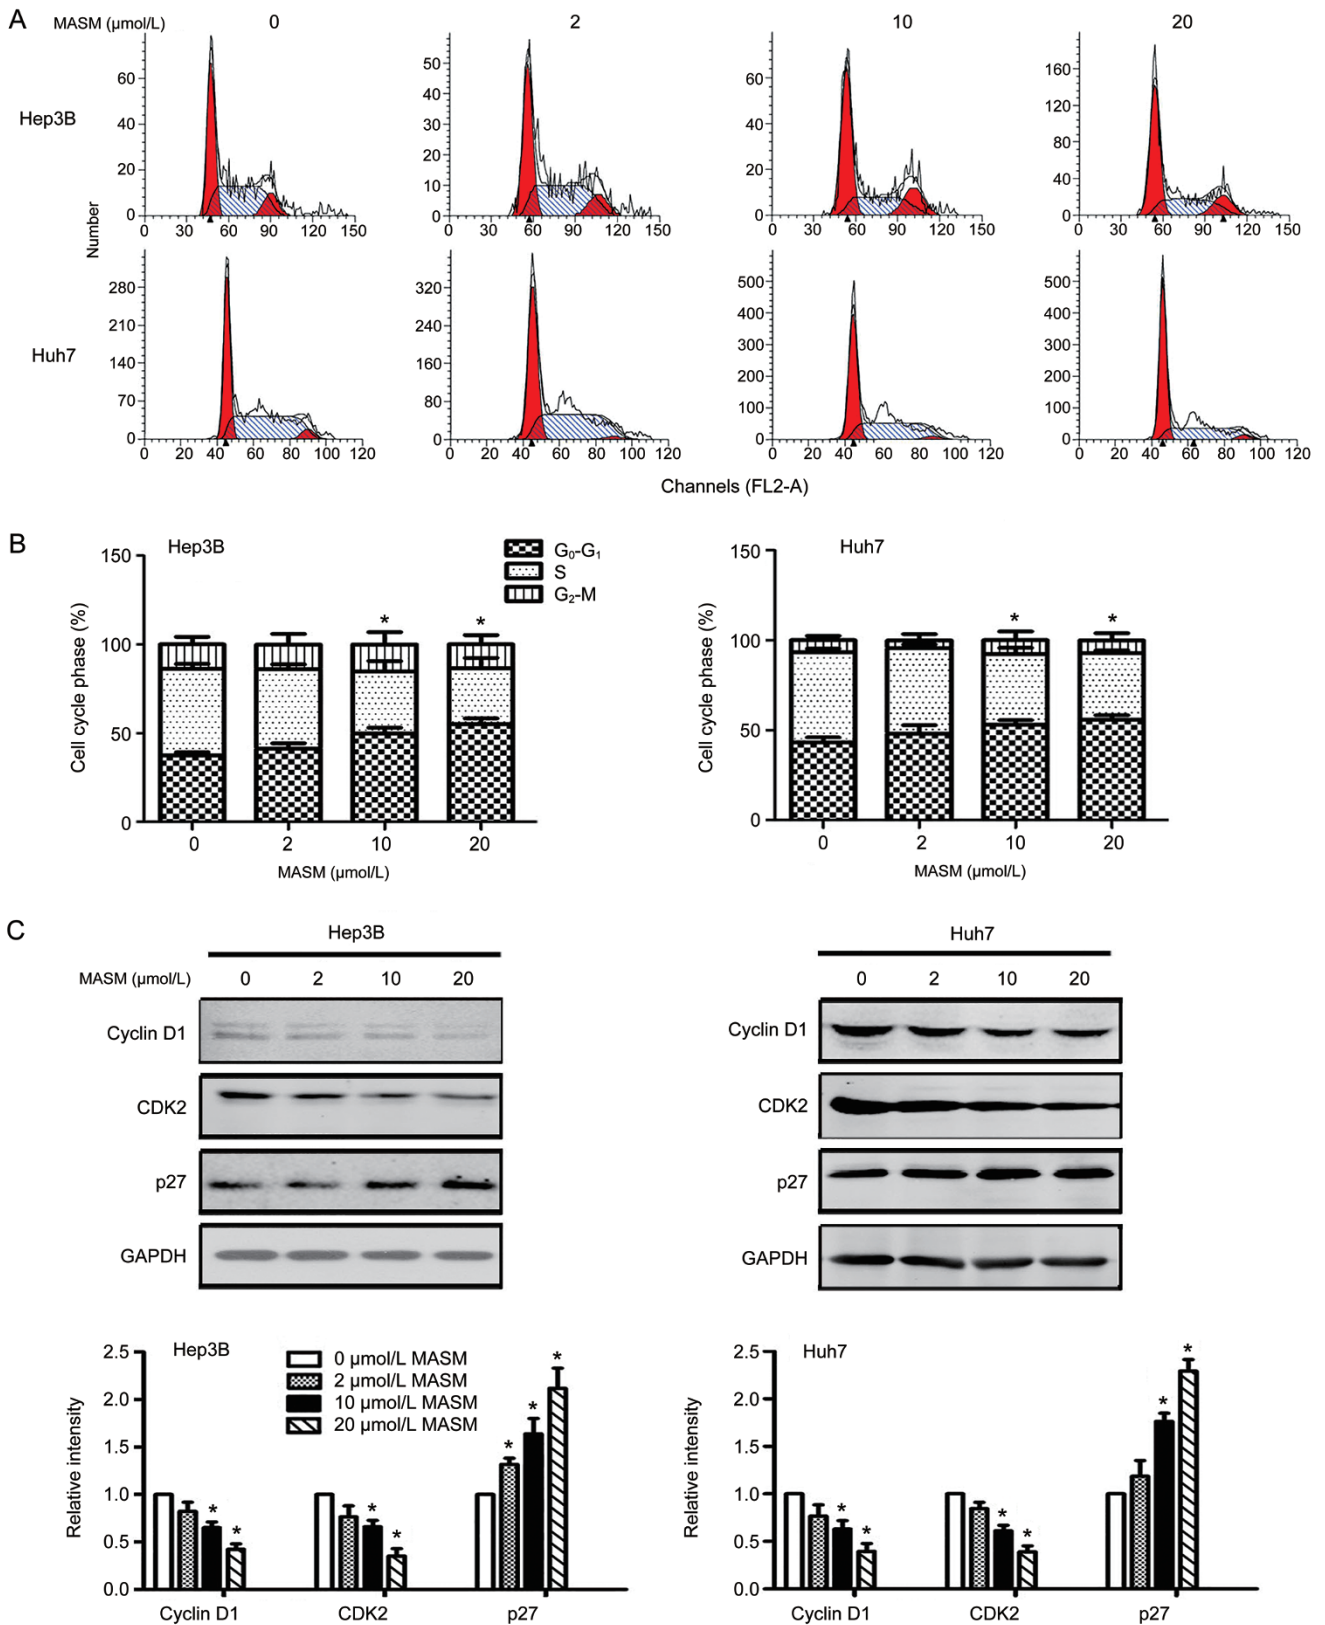 A
MASM (µmol/L) 0 2 10 20
Hep3B
60 40 20 0
0 30 60 90 120 150
50 40 30 20 10 0
0 30 60 90 120 150
60 40 20 0
0 30 60 90 120 150
160 120 80 40 0
0 30 60 90 120 150
Number
Huh7
280 210 140 70 0
0 20 40 60 80 100 120
320 240 160 80 0
0 20 40 60 80 100 120
500 400 300 200 100 0
0 20 40 60 80 100 120
500 400 300 200 100 0
0 20 40 60 80 100 120
Channels (FL2-A)
B
Hep3B
G₀-G₁
S
G₂-M
Cell cycle phase (%)
150 100 50 0
* *
0 2 10 20
MASM (µmol/L)
Huh7
Cell cycle phase (%)
150 100 50 0
* *
0 2 10 20
MASM (µmol/L)
C
Hep3B
MASM (µmol/L) 0 2 10 20
Cyclin D1
CDK2
p27
GAPDH
Huh7
0 2 10 20
Cyclin D1
CDK2
p27
GAPDH
Hep3B
0 µmol/L MASM
2 µmol/L MASM
10 µmol/L MASM
20 µmol/L MASM
Relative intensity
2.5 2.0 1.5 1.0 0.5 0.0
* * * * * * *
Cyclin D1 CDK2 p27
Huh7
Relative intensity
2.5 2.0 1.5 1.0 0.5 0.0
* * * * * *
Cyclin D1 CDK2 p27